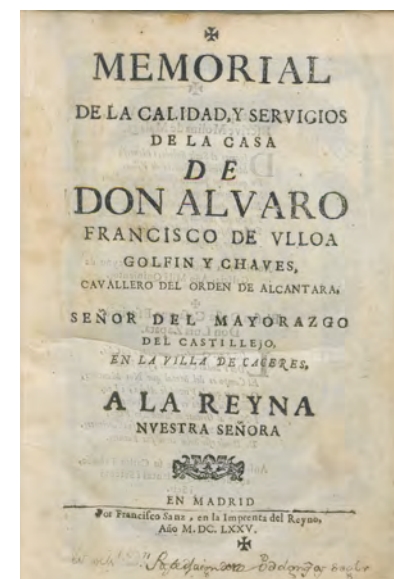 MEMORIAL
DE LA CALIDAD, Y SERVICIOS
DE LA CASA
DE
DON ALVARO
FRANCISCO DE VLLOA
GOLFIN Y CHAVES,
CAVALLERO DEL ORDEN DE ALCANTARA,
SEÑOR DEL MAYORAZGO
DEL CASTILLEJO,
EN LA VILLA DE CACERES,
A LA REYNA
NVESTRA SEÑORA
EN MADRID
Por Francisco Sanz, en la Imprenta del Reyno,
Año M. DC. LXXV.